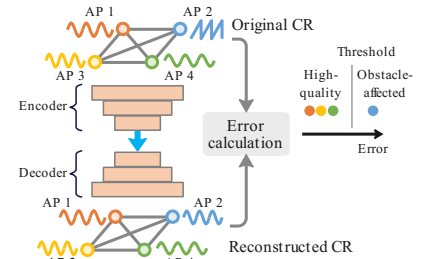 AP 1
AP 2
Original CR
AP 3
AP 4
Threshold
High-
quality
Obstacle-
affected
Encoder
Error
calculation
Error
Decoder
AP 1
AP 2
Reconstructed CR